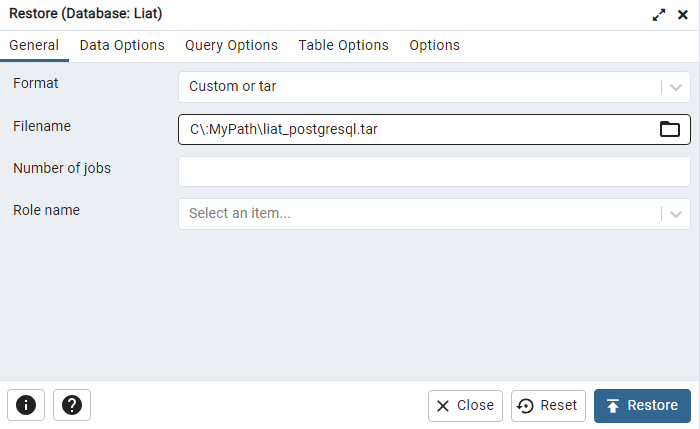 Restore (Database: Liat)
General Data Options Query Options Table Options Options
Format Custom or tar
Filename C\:MyPath\liat_postgresql.tar
Number of jobs
Role name Select an item...
Close Reset Restore